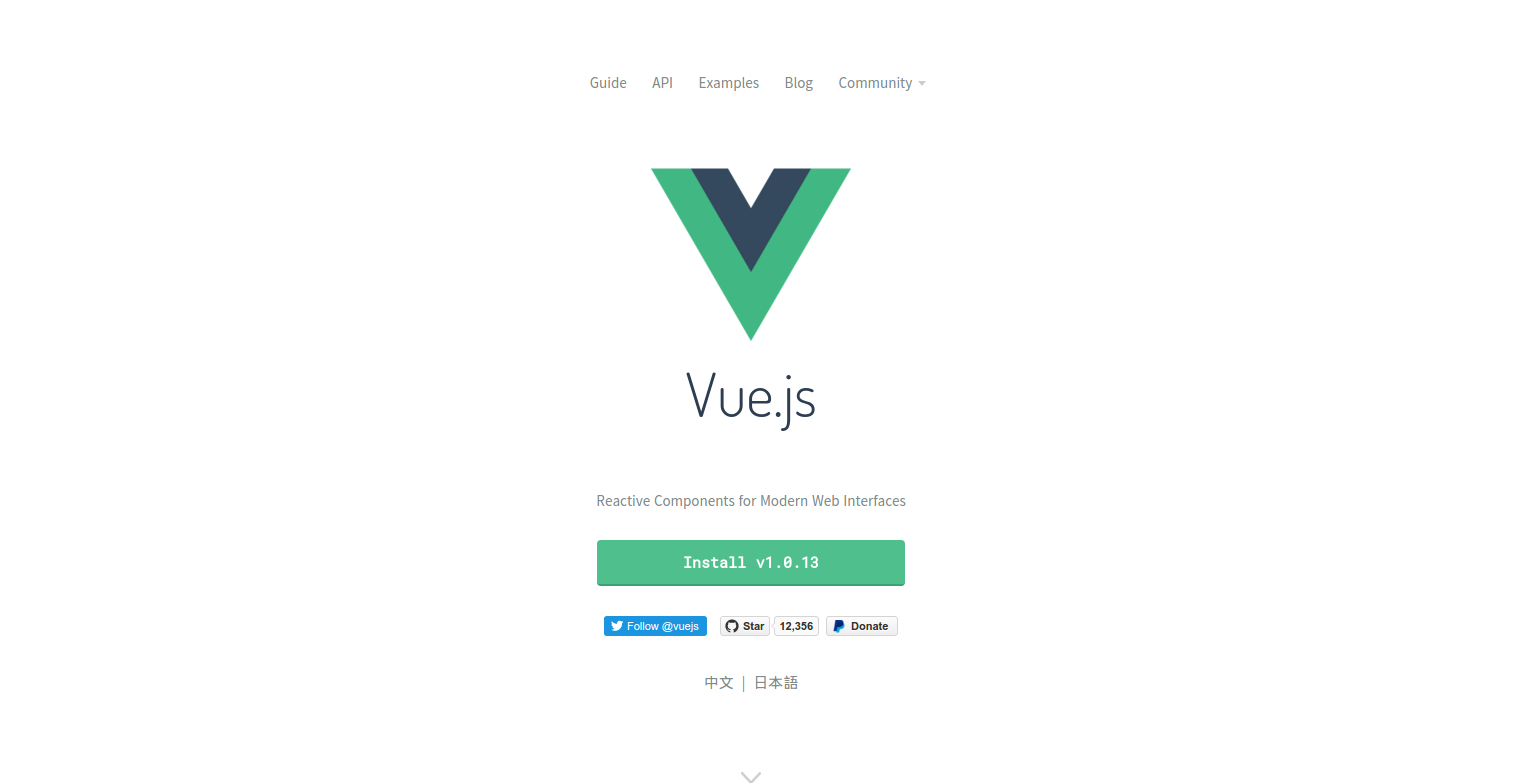 Guide API Examples Blog Community
Vue.js
Reactive Components for Modern Web Interfaces
Install v1.0.13
Follow @vuejs Star 12,356 Donate
中文 | 日本語